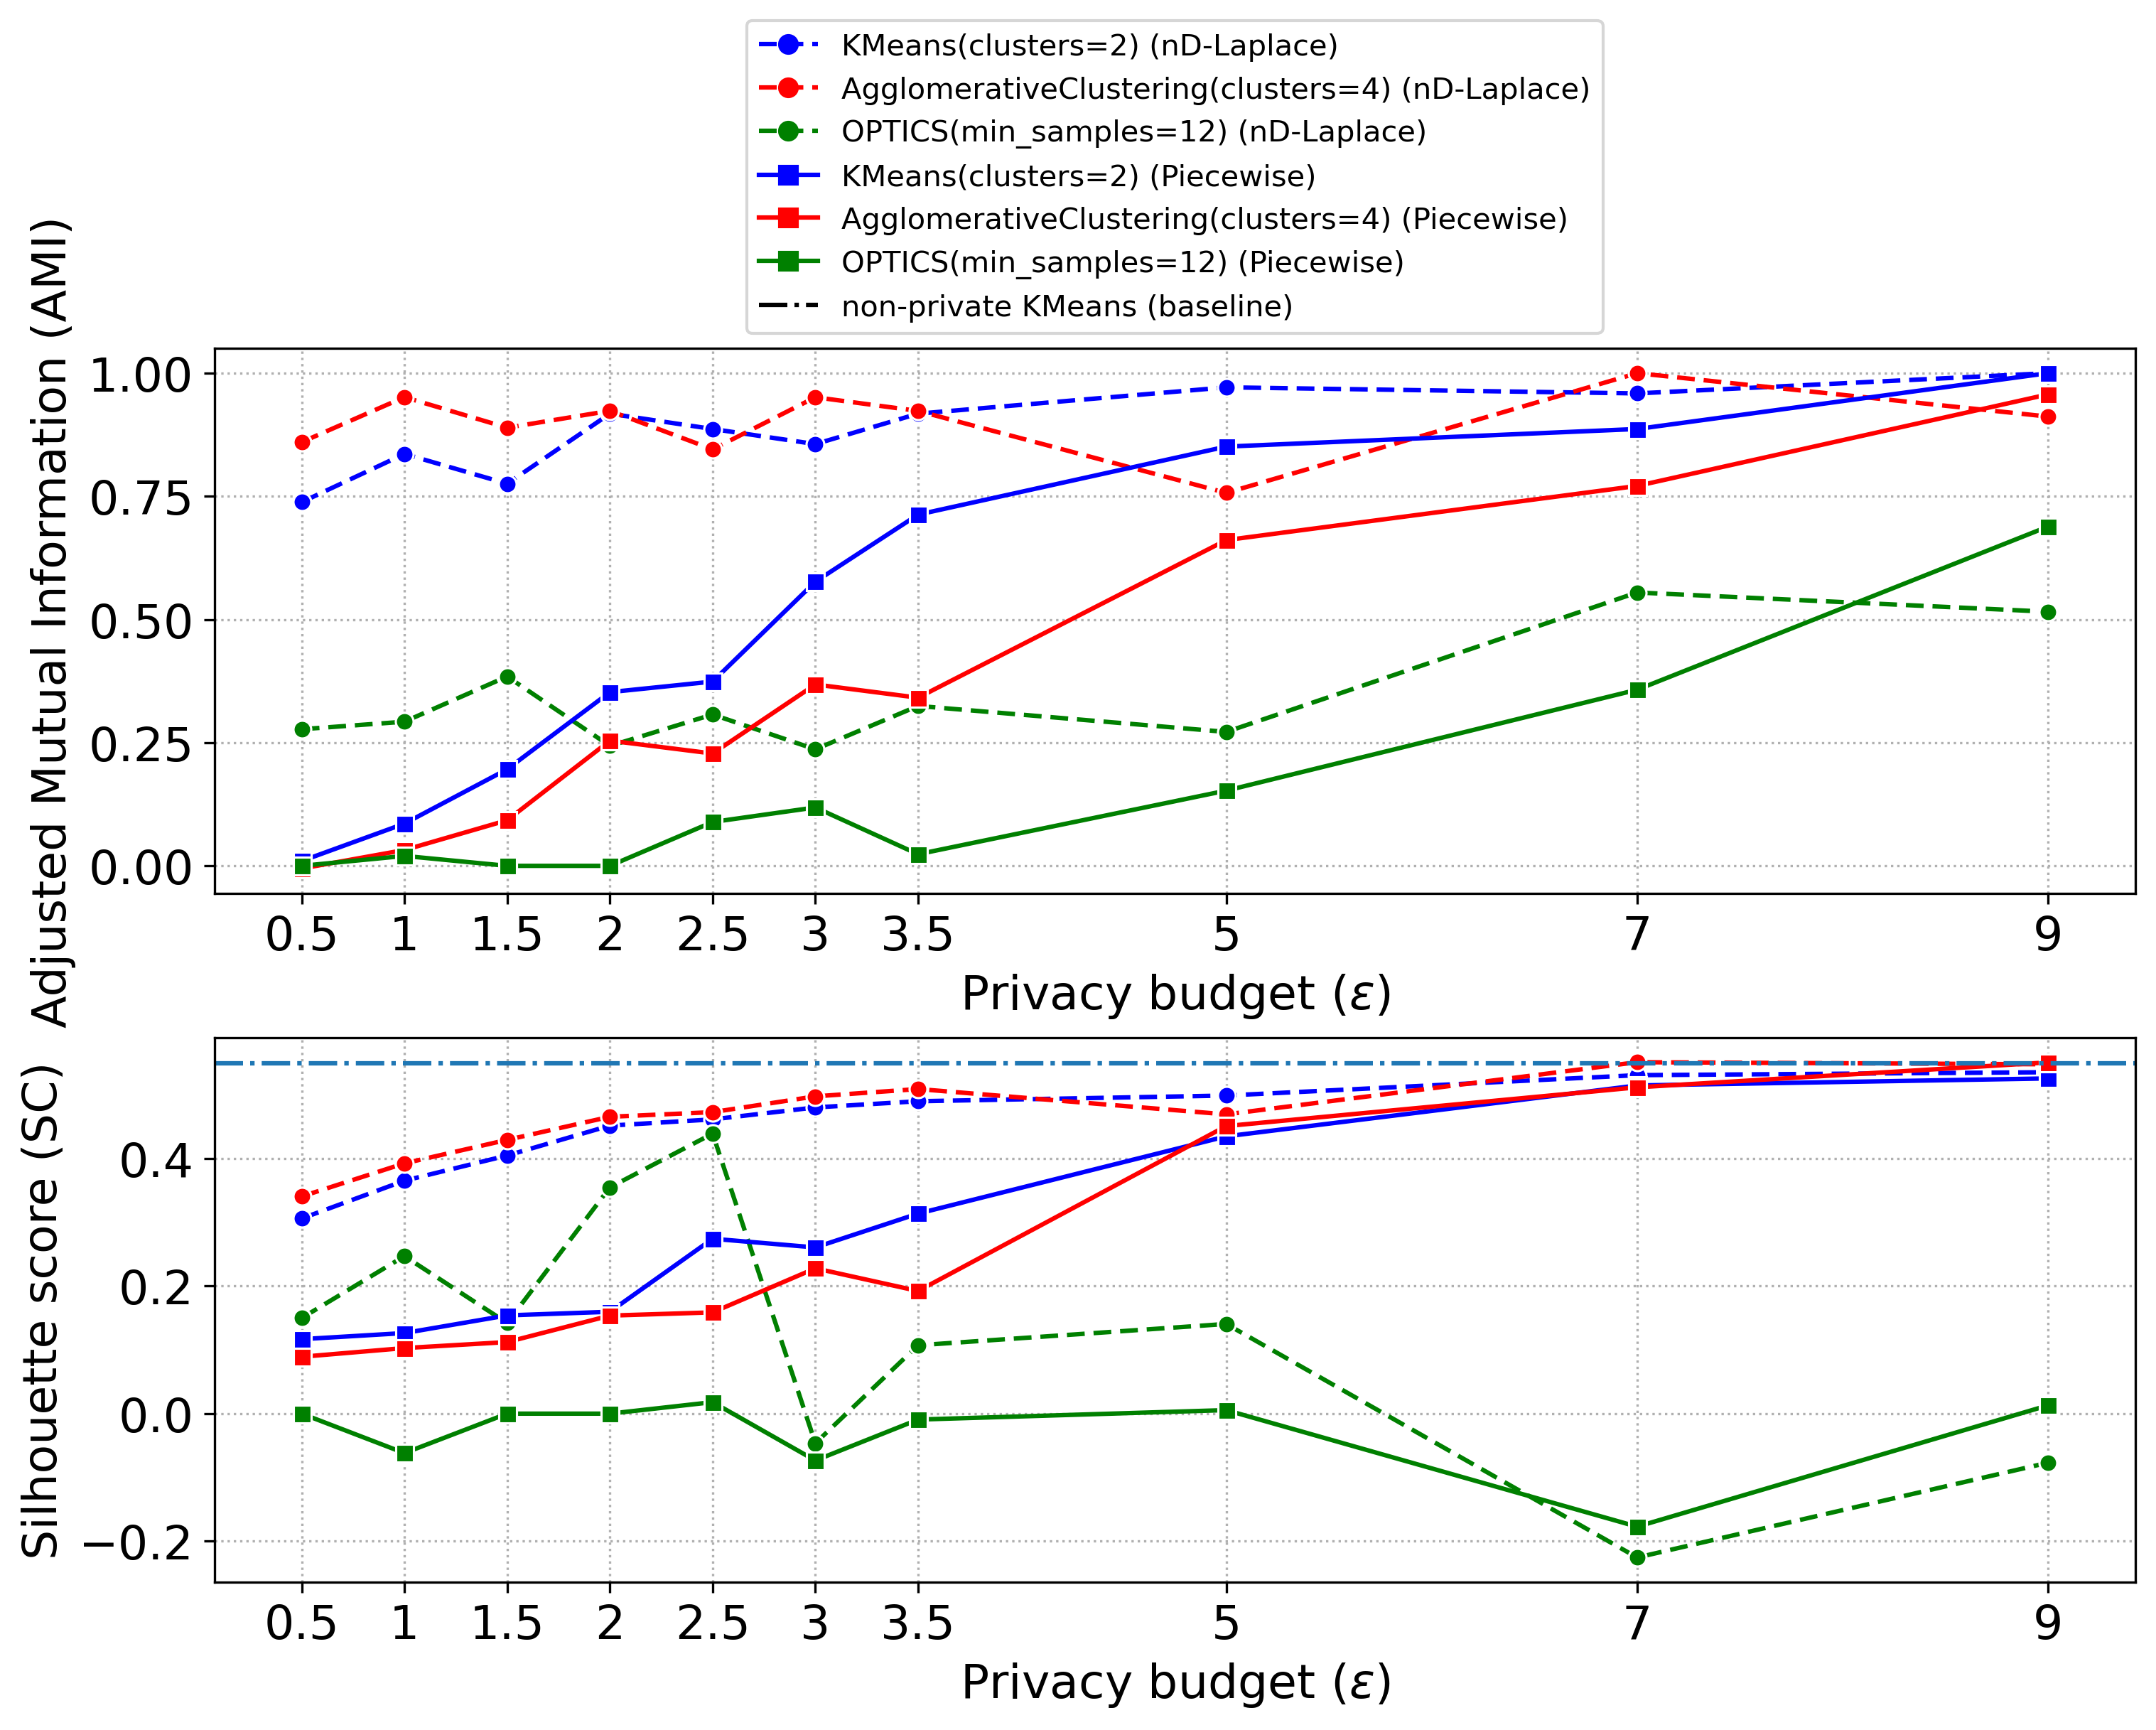 KMeans(clusters=2) (nD-Laplace)
AgglomerativeClustering(clusters=4) (nD-Laplace)
OPTICS(min_samples=12) (nD-Laplace)
KMeans(clusters=2) (Piecewise)
AgglomerativeClustering(clusters=4) (Piecewise)
OPTICS(min_samples=12) (Piecewise)
non-private KMeans (baseline)
Adjusted Mutual Information (AMI)
1.00
0.75
0.50
0.25
0.00
0.5 1 1.5 2 2.5 3 3.5 5 7 9
Privacy budget (ε)
Silhouette score (SC)
0.4
0.2
0.0
−0.2
0.5 1 1.5 2 2.5 3 3.5 5 7 9
Privacy budget (ε)